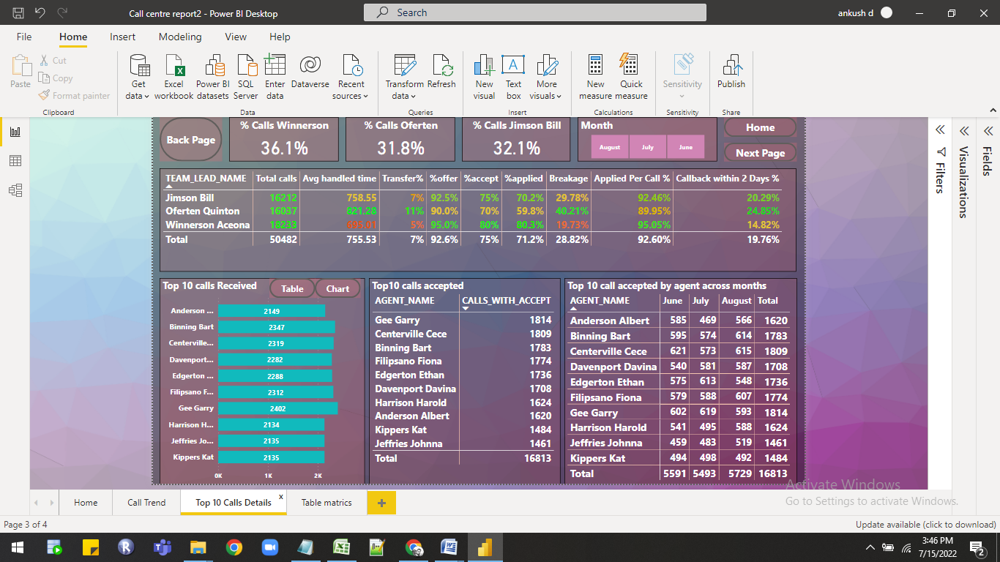 Call centre report2 - Power BI Desktop
Search
ankush d
File Home Insert Modeling View Help
Paste
Cut
Copy
Format painter
Clipboard
Get data
Excel workbook
Power BI datasets
SQL Server
Enter data
Dataverse
Recent sources
Data
Transform data
Refresh
Queries
New visual
Text box
More visuals
Insert
New measure
Quick measure
Calculations
Sensitivity
Sensitivity
Publish
Share
Back Page
% Calls Winnerson
36.1%
% Calls Oferten
31.8%
% Calls Jimson Bill
32.1%
Month
August July June
Home
Next Page
Filters
Visualizations
Fields
TEAM_LEAD_NAME Total calls Avg handled time Transfer% %offer %accept %applied Breakage Applied Per Call % Callback within 2 Days %
Jimson Bill 16212 758.55 7% 92.5% 75% 70.2% 29.78% 92.46% 20.29%
Oferten Quinton 16037 821.28 11% 90.0% 70% 59.8% 40.21% 89.95% 24.85%
Winnerson Aceona 18233 695.01 5% 95.0% 80% 80.3% 19.73% 95.05% 14.82%
Total 50482 755.53 7% 92.6% 75% 71.2% 28.82% 92.60% 19.76%
Top 10 calls Received
Table Chart
Anderson ... 2149
Binning Bart 2347
Centerville... 2319
Davenport... 2282
Edgerton ... 2288
Filipsano F... 2312
Gee Garry 2402
Harrison H... 2134
Jeffries Jo... 2135
Kippers Kat 2135
0K 1K 2K
Top10 calls accepted
AGENT_NAME CALLS_WITH_ACCEPT
Gee Garry 1814
Centerville Cece 1809
Binning Bart 1783
Filipsano Fiona 1774
Edgerton Ethan 1736
Davenport Davina 1708
Harrison Harold 1624
Anderson Albert 1620
Kippers Kat 1484
Jeffries Johnna 1461
Total 16813
Top 10 call accepted by agent across months
AGENT_NAME June July August Total
Anderson Albert 585 469 566 1620
Binning Bart 595 574 614 1783
Centerville Cece 621 573 615 1809
Davenport Davina 540 581 587 1708
Edgerton Ethan 575 613 548 1736
Filipsano Fiona 579 588 607 1774
Gee Garry 602 619 593 1814
Harrison Harold 541 495 588 1624
Jeffries Johnna 459 483 519 1461
Kippers Kat 494 498 492 1484
Total 5591 5493 5729 16813
Activate Windows
Go to Settings to activate Windows.
Home Call Trend Top 10 Calls Details x Table matrics +
Page 3 of 4
Update available (click to download)
3:46 PM
7/15/2022
2